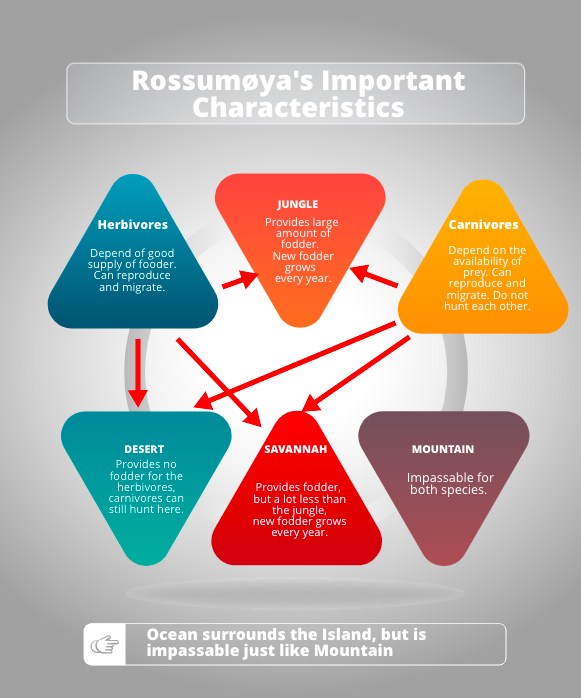 Rossumøya's Important
Characteristics
Herbivores
Depend of good
supply of fooder.
Can reproduce
and migrate.
JUNGLE
Provides large
amount of
fodder.
New fodder
grows
every year.
Carnivores
Depend on the
availability of
prey. Can
reproduce and
migrate. Do not
hunt each other.
DESERT
Provides no
fodder for the
herbivores,
carnivores can
still hunt here.
SAVANNAH
Provides fodder,
but a lot less than
the jungle,
new fodder grows
every year.
MOUNTAIN
Impassable for
both species.
Ocean surrounds the Island, but is
impassable just like Mountain